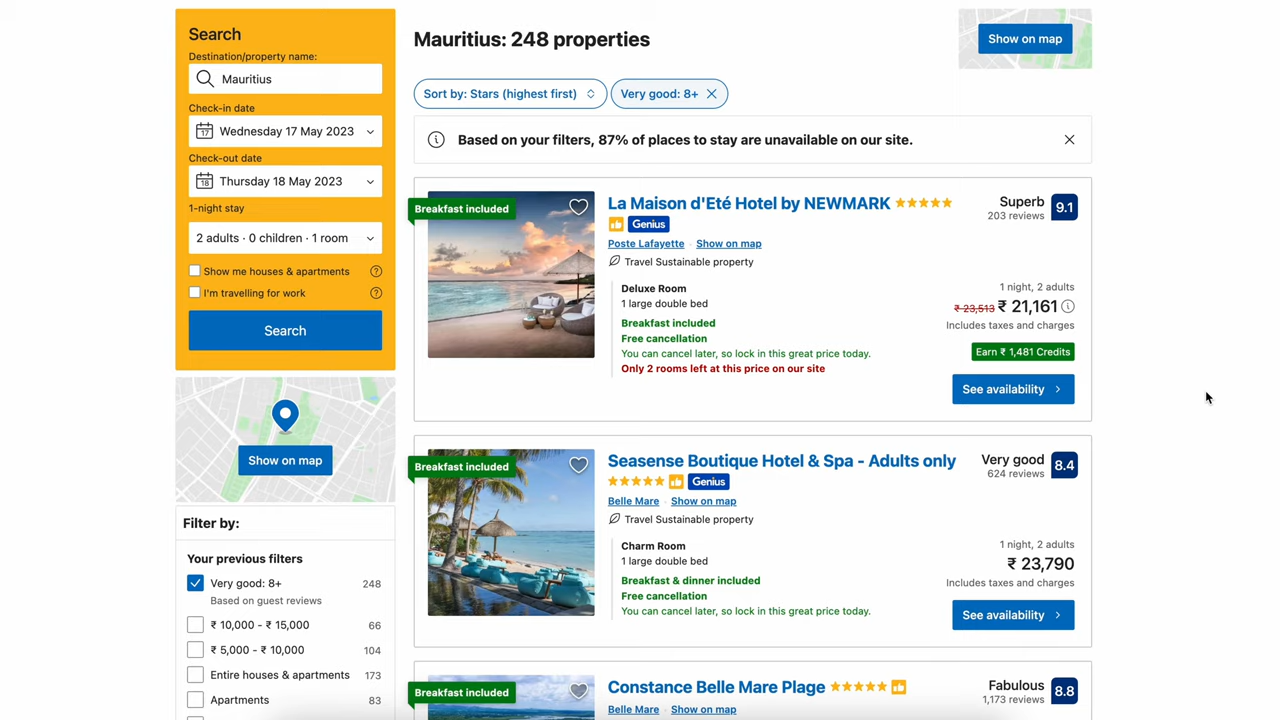 Search
Destination/property name:
Mauritius
Check-in date
17 Wednesday 17 May 2023
Check-out date
18 Thursday 18 May 2023
1-night stay
2 adults · 0 children · 1 room
Show me houses & apartments
I'm travelling for work
Search
Show on map
Filter by:
Your previous filters
Very good: 8+ 248
Based on guest reviews
₹ 10,000 - ₹ 15,000 66
₹ 5,000 - ₹ 10,000 104
Entire houses & apartments 173
Apartments 83
Mauritius: 248 properties
Show on map
Sort by: Stars (highest first)
Very good: 8+
Based on your filters, 87% of places to stay are unavailable on our site.
Breakfast included
La Maison d'Eté Hotel by NEWMARK
Genius
Poste Lafayette · Show on map
Travel Sustainable property
Deluxe Room
1 large double bed
Breakfast included
Free cancellation
You can cancel later, so lock in this great price today.
Only 2 rooms left at this price on our site
Superb 9.1
203 reviews
1 night, 2 adults
₹ 23,513 ₹ 21,161
Includes taxes and charges
Earn ₹ 1,481 Credits
See availability
Breakfast included
Seasense Boutique Hotel & Spa - Adults only
Genius
Belle Mare · Show on map
Travel Sustainable property
Charm Room
1 large double bed
Breakfast & dinner included
Free cancellation
You can cancel later, so lock in this great price today.
Very good 8.4
624 reviews
1 night, 2 adults
₹ 23,790
Includes taxes and charges
See availability
Breakfast included
Constance Belle Mare Plage
Belle Mare · Show on map
Fabulous 8.8
1,173 reviews